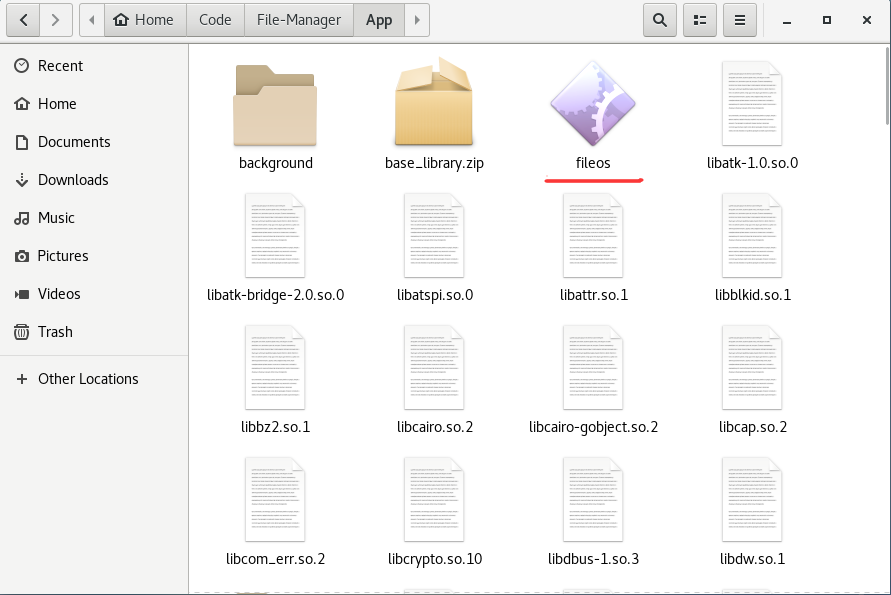 Home
Code
File-Manager
App
Recent
Home
Documents
Downloads
Music
Pictures
Videos
Trash
Other Locations
background
base_library.zip
fileos
libatk-1.0.so.0
libatk-bridge-2.0.so.0
libatspi.so.0
libattr.so.1
libblkid.so.1
libbz2.so.1
libcairo.so.2
libcairo-gobject.so.2
libcap.so.2
libcom_err.so.2
libcrypto.so.10
libdbus-1.so.3
libdw.so.1